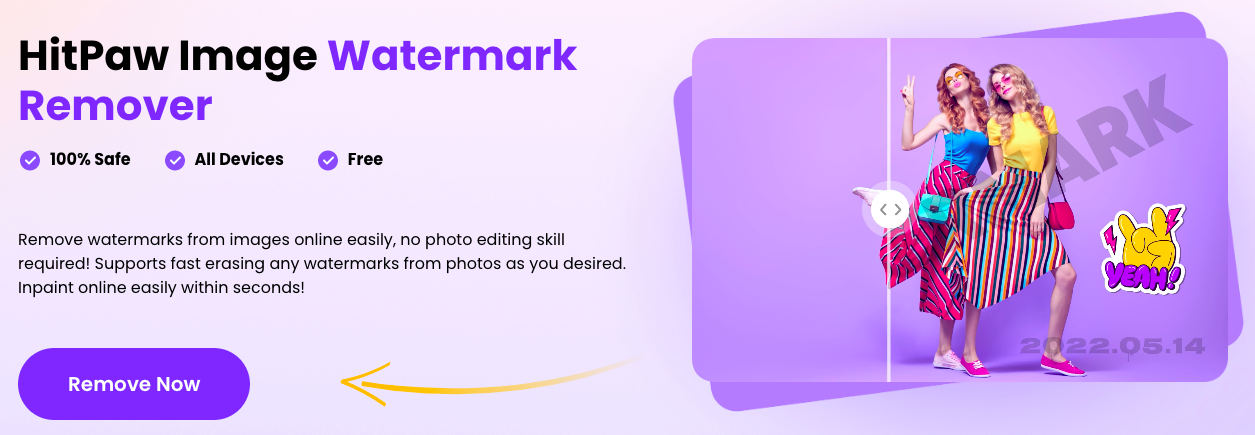 HitPaw Image Watermark
Remover
100% Safe
All Devices
Free
Remove watermarks from images online easily, no photo editing skill
required! Supports fast erasing any watermarks from photos as you desired.
Inpaint online easily within seconds!
Remove Now
ARK
YEAH!
2022.05.14